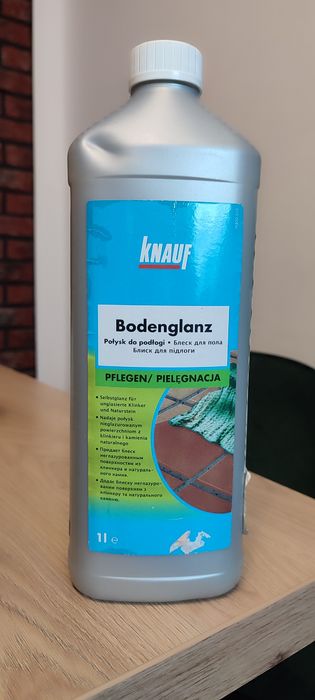 KNAUF
Bodenglanz
Połysk do podłogi • Блеск для пола
Блиск для підлоги
PFLEGEN/ PIELĘGNACJA
• Selbstglanz für
unglasierte Klinker
und Naturstein
• Nadaje połysk
nieglazurowanym
powierzchniom z
klinkieru i kamienia
naturalnego
• Придает блеск
неглазурованным
поверхностям из
клинкера и натураль-
ного камня.
• Додає блиску неглазуро-
ваним поверхням з
клінкеру та натурального
каменю.
1l e